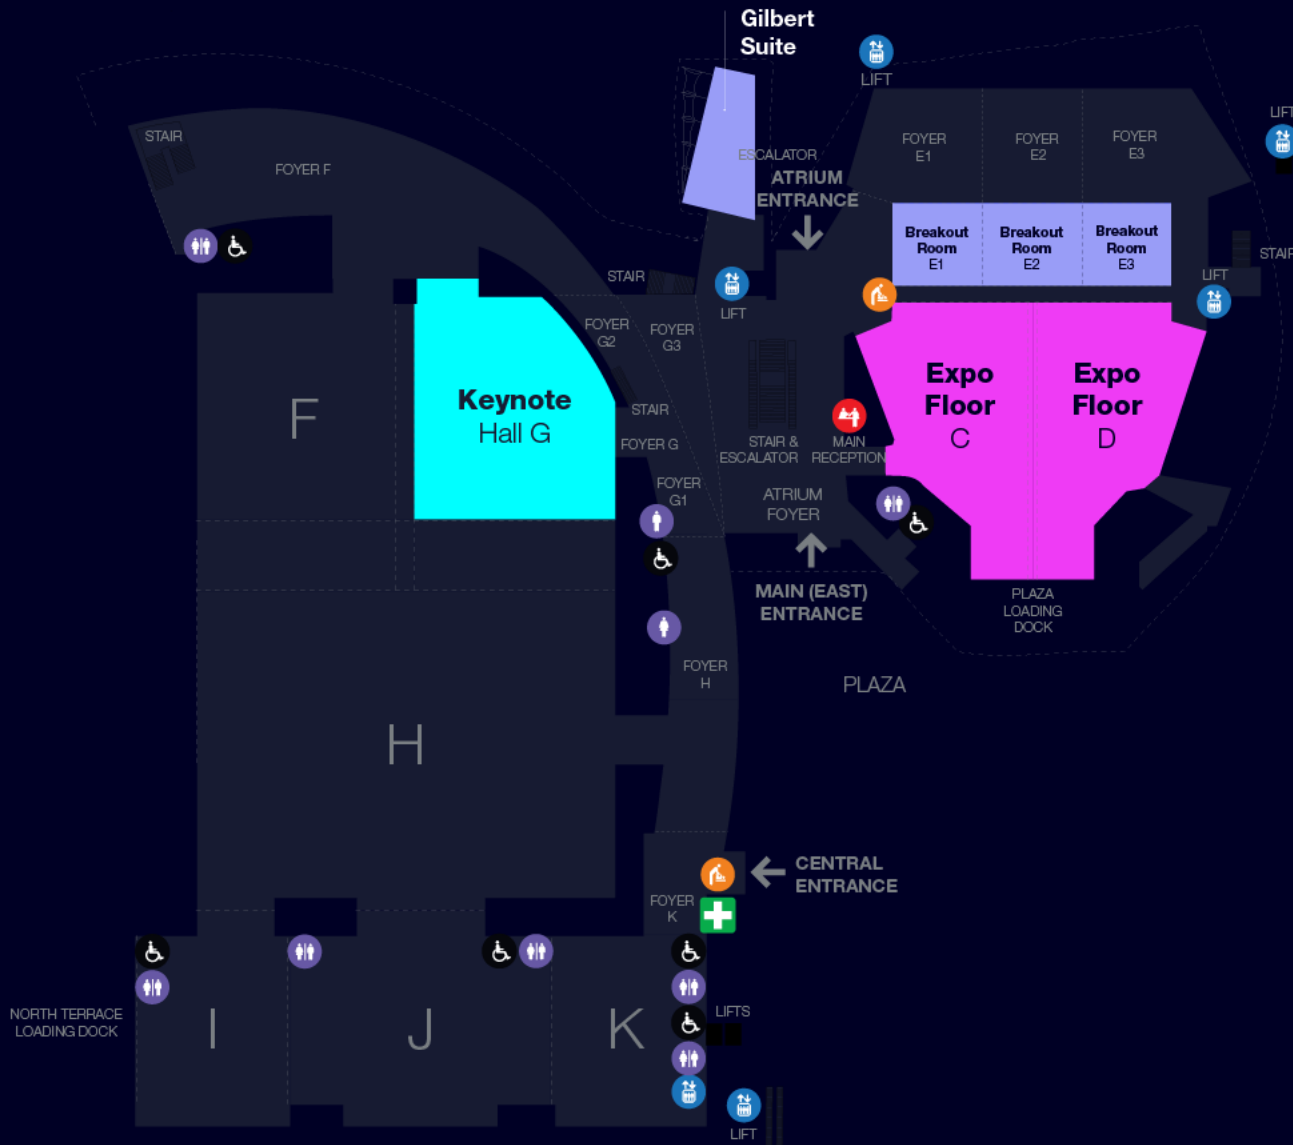 Gilbert
Suite
LIFT
LIFT
STAIR
FOYER F
ESCALATOR
ATRIUM
ENTRANCE
FOYER
E1
FOYER
E2
FOYER
E3
Breakout
Room
E1
Breakout
Room
E2
Breakout
Room
E3
STAIR
LIFT
STAIR
LIFT
FOYER
G2
FOYER
G3
Keynote
Hall G
F
STAIR
FOYER G
STAIR &
ESCALATOR
MAIN
RECEPTION
Expo
Floor
C
Expo
Floor
D
FOYER
G1
ATRIUM
FOYER
MAIN (EAST)
ENTRANCE
PLAZA
LOADING
DOCK
FOYER
H
PLAZA
H
CENTRAL
ENTRANCE
FOYER
K
NORTH TERRACE
LOADING DOCK
I
J
K
LIFTS
LIFT